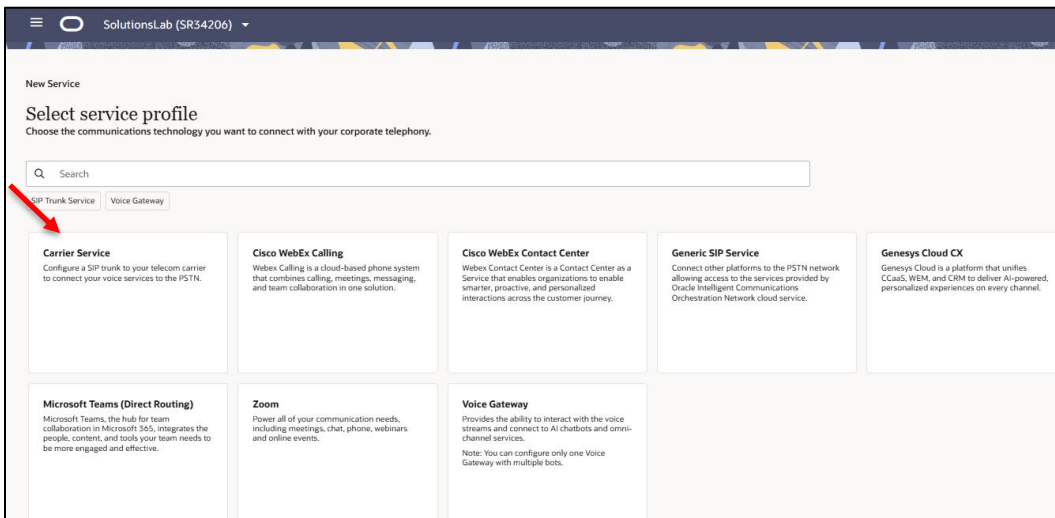 SolutionsLab (SR34206)
New Service
Select service profile
Choose the communications technology you want to connect with your corporate telephony.
Search
SIP Trunk Service
Voice Gateway
Carrier Service
Configure a SIP trunk to your telecom carrier
to connect your voice services to the PSTN.
Cisco WebEx Calling
Webex Calling is a cloud-based phone system
that combines calling, meetings, messaging,
and team collaboration in one solution.
Cisco WebEx Contact Center
Webex Contact Center is a Contact Center as a
Service that enables organizations to enable
smarter, proactive, and personalized
interactions across the customer journey.
Generic SIP Service
Connect other platforms to the PSTN network
allowing access to the services provided by
Oracle Intelligent Communications
Orchestration Network cloud service.
Genesys Cloud CX
Genesys Cloud is a platform that unifies
CCaaS, WEM, and CRM to deliver AI-powered,
personalized experiences on every channel.
Microsoft Teams (Direct Routing)
Microsoft Teams, the hub for team
collaboration in Microsoft 365, integrates the
people, content, and tools your team needs to
be more engaged and effective.
Zoom
Power all of your communication needs,
including meetings, chat, phone, webinars
and online events.
Voice Gateway
Provides the ability to interact with the voice
streams and connect to AI chatbots and omni-
channel services.
Note: You can configure only one Voice
Gateway with multiple bots.